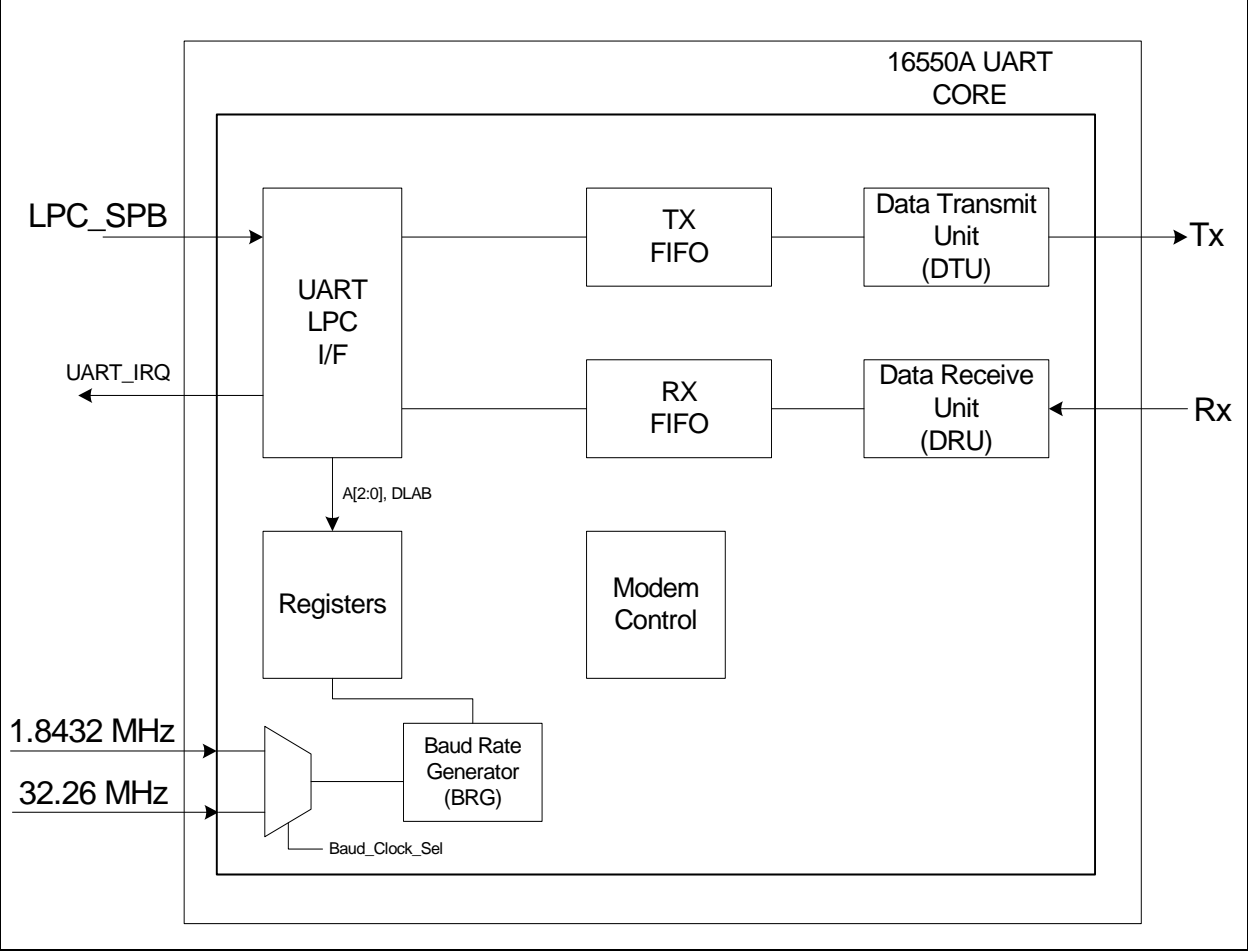 16550A UART
CORE
LPC_SPB
UART_IRQ
UART
LPC
I/F
TX
FIFO
Data Transmit
Unit
(DTU)
Tx
RX
FIFO
Data Receive
Unit
(DRU)
Rx
A[2:0], DLAB
Registers
Modem
Control
1.8432 MHz
32.26 MHz
Baud Rate
Generator
(BRG)
Baud_Clock_Sel